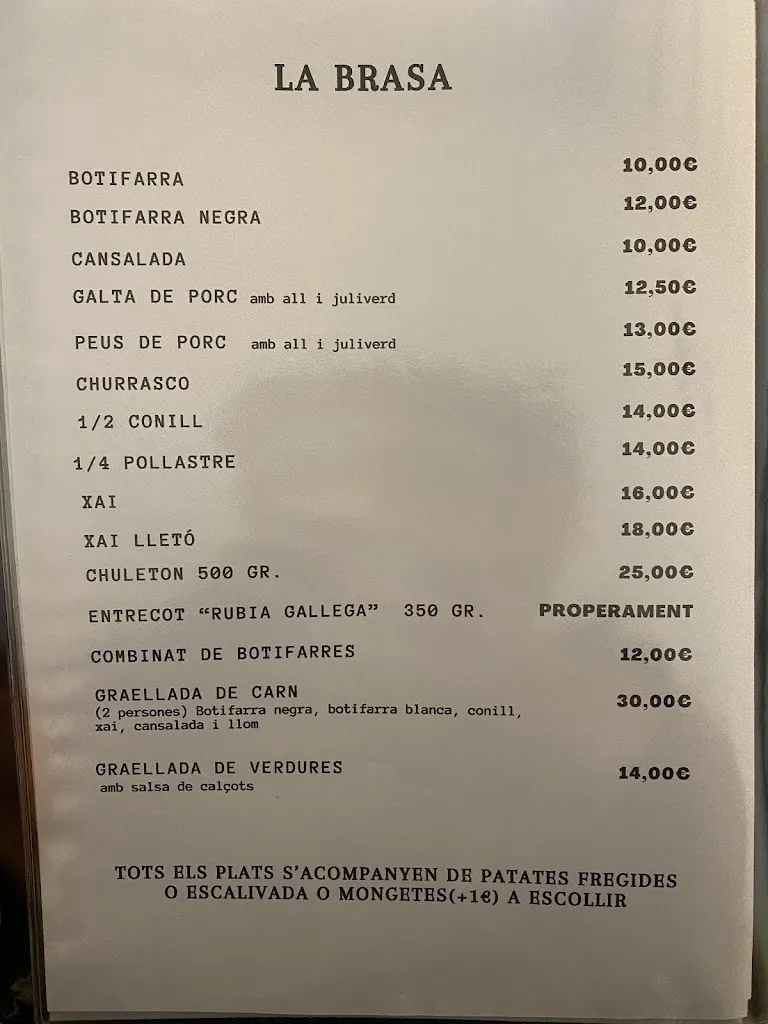 LA BRASA
BOTIFARRA 10,00€
BOTIFARRA NEGRA 12,00€
CANSALADA 10,00€
GALTA DE PORC amb all i juliverd 12,50€
PEUS DE PORC amb all i juliverd 13,00€
CHURRASCO 15,00€
1/2 CONILL 14,00€
1/4 POLLASTRE 14,00€
XAI 16,00€
XAI LLETÓ 18,00€
CHULETON 500 GR. 25,00€
ENTRECOT “RUBIA GALLEGA” 350 GR. PROPERAMENT
COMBINAT DE BOTIFARRES 12,00€
GRAELLADA DE CARN 30,00€
(2 persones) Botifarra negra, botifarra blanca, conill,
xai, cansalada i llom
GRAELLADA DE VERDURES 14,00€
amb salsa de calçots
TOTS ELS PLATS S’ACOMPANYEN DE PATATES FREGIDES
O ESCALIVADA O MONGETES(+1€) A ESCOLLIR